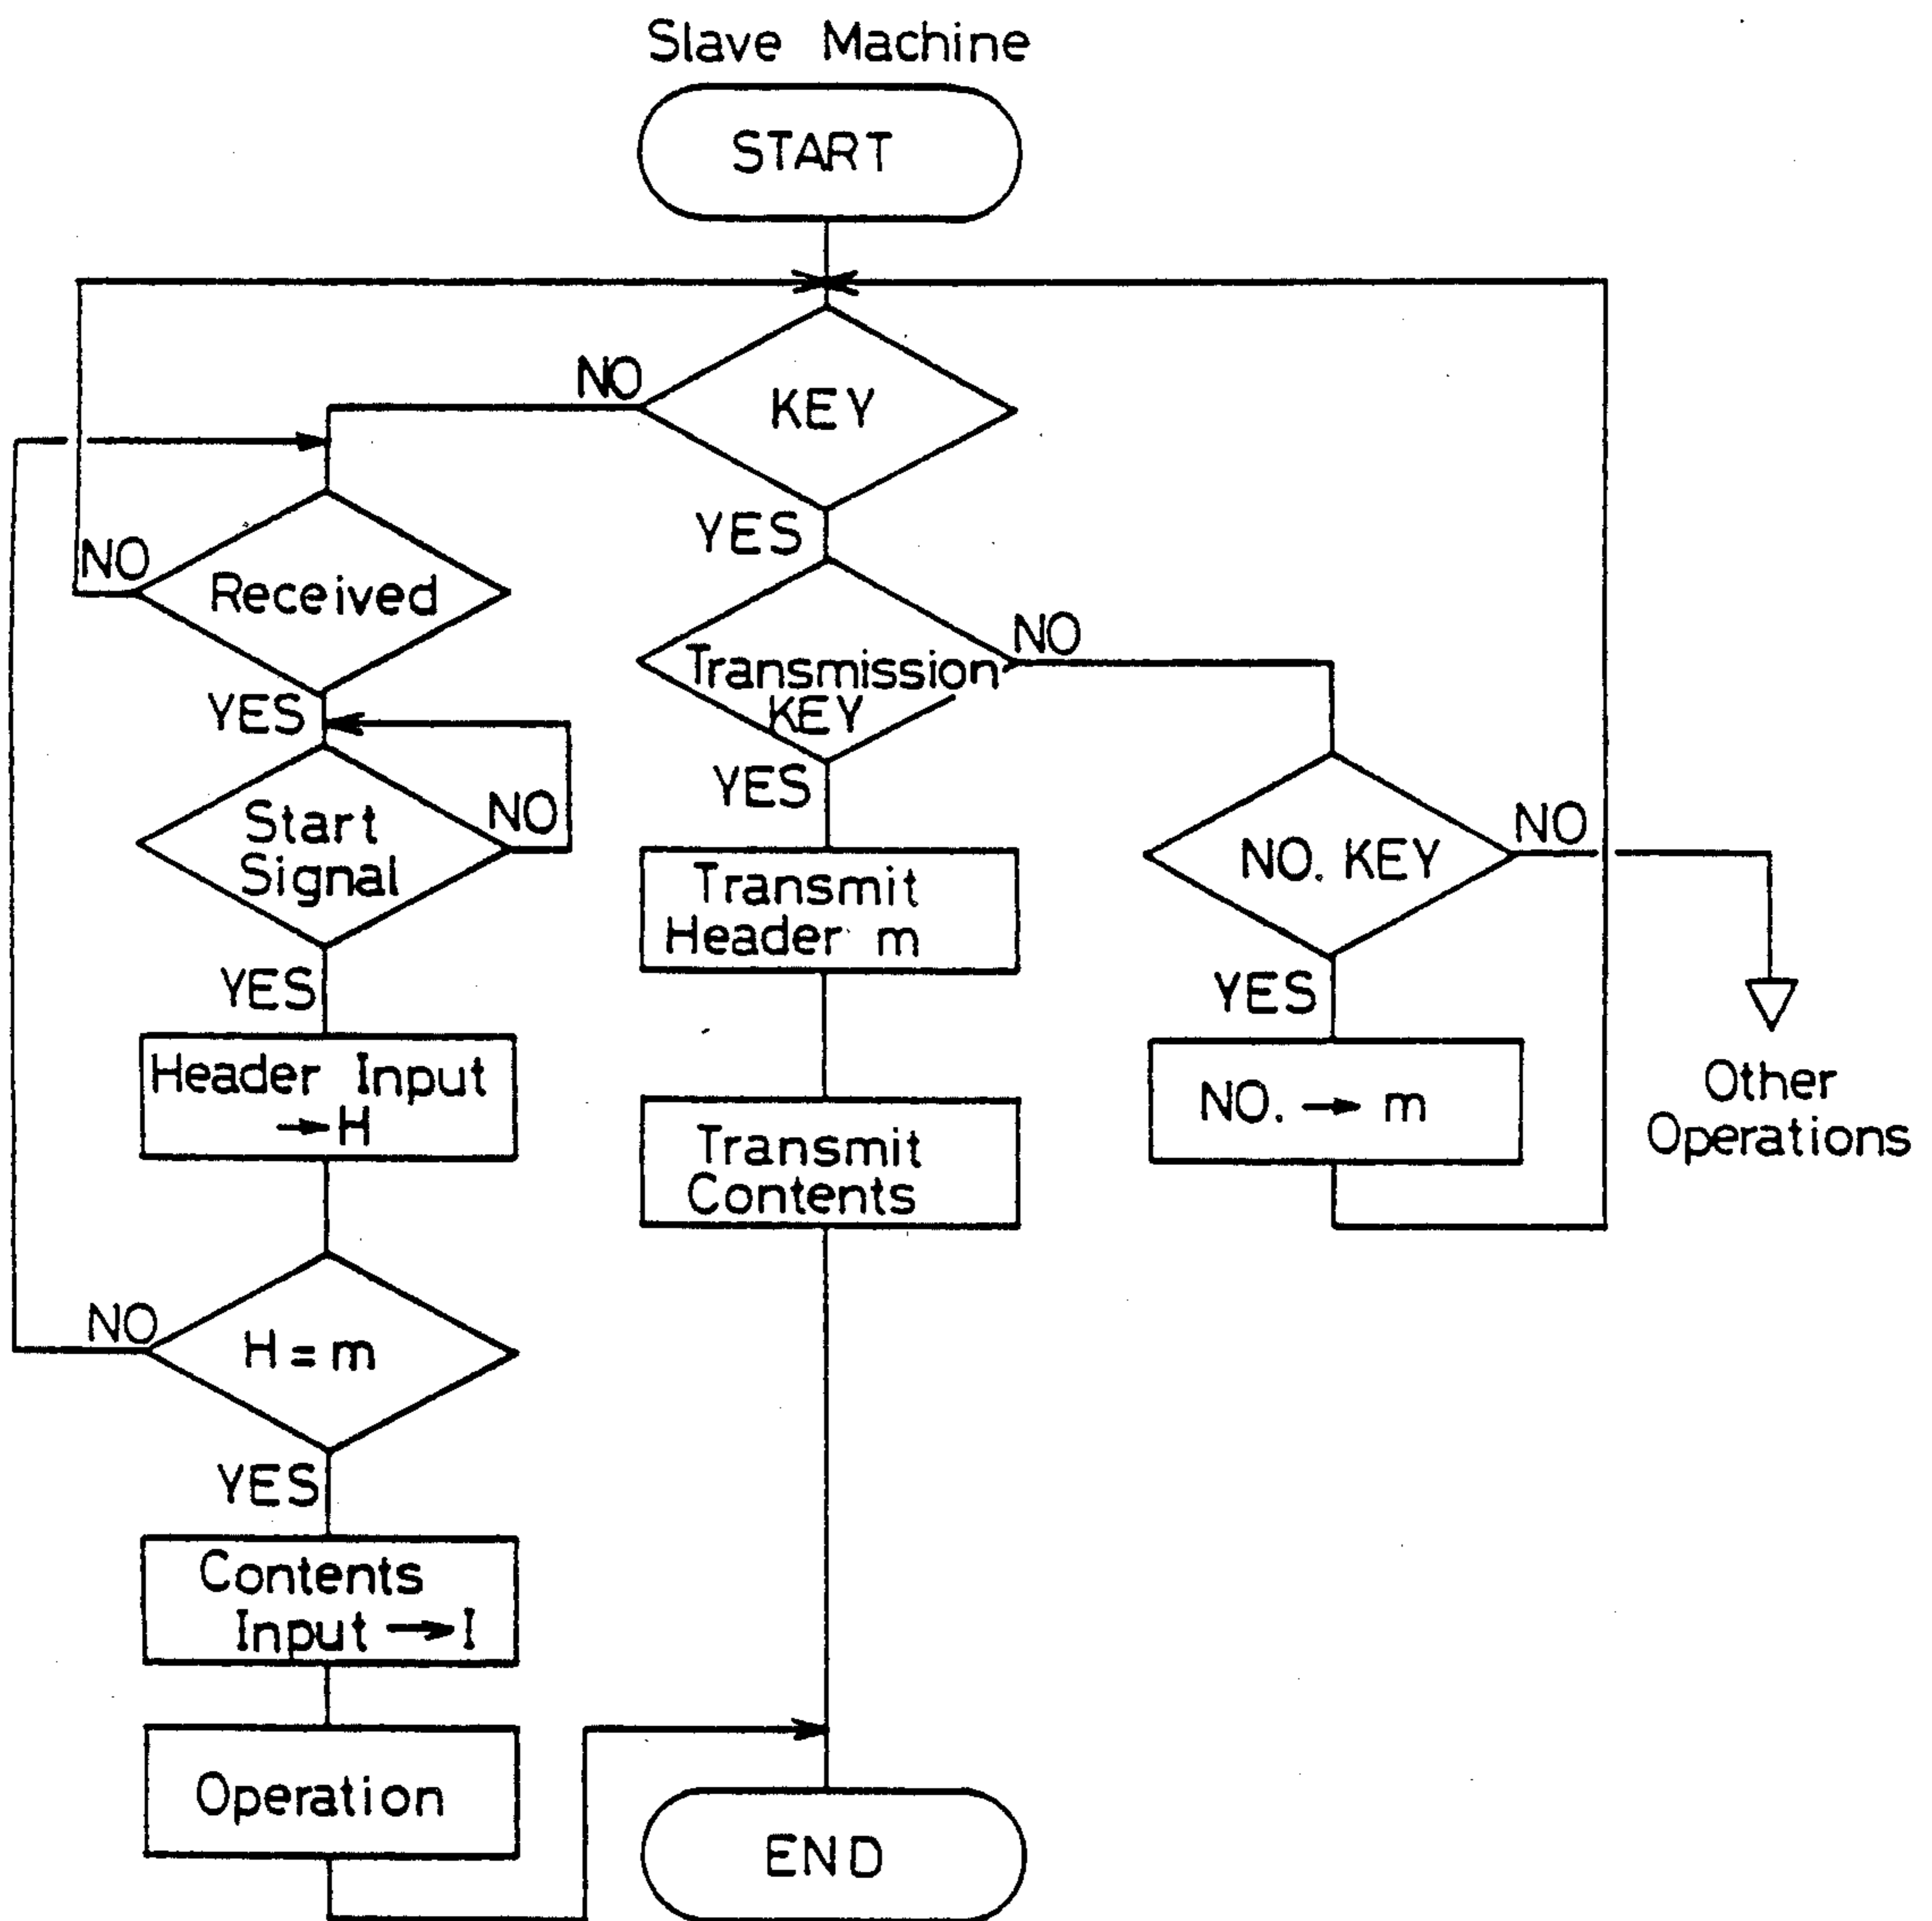 Slave Machine
START
NO
KEY
YES
NO
Received
YES
Transmission
KEY
NO
YES
Start
Signal
NO
YES
Transmit
Header m
NO. KEY
NO
YES
Header Input
→H
Transmit
Contents
NO. → m
Other
Operations
NO
H=m
YES
Contents
Input →I
Operation
END